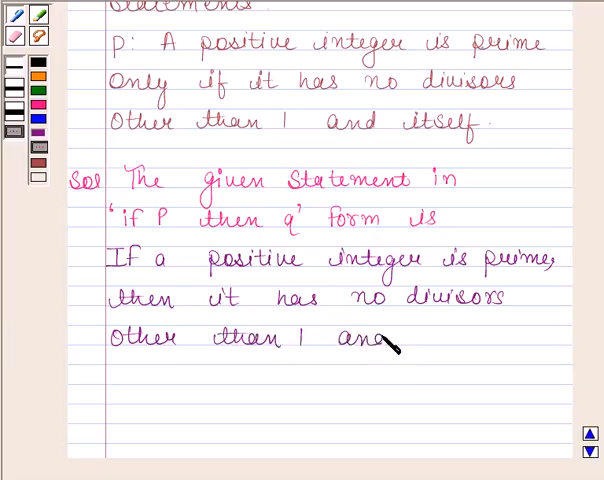 Statements.
p: A positive integer is prime
Only if it has no divisors
Other than 1 and itself.
Sol The given Statement in
'if P then q' form is
If a positive integer is prime,
then it has no divisors
Other than 1 and